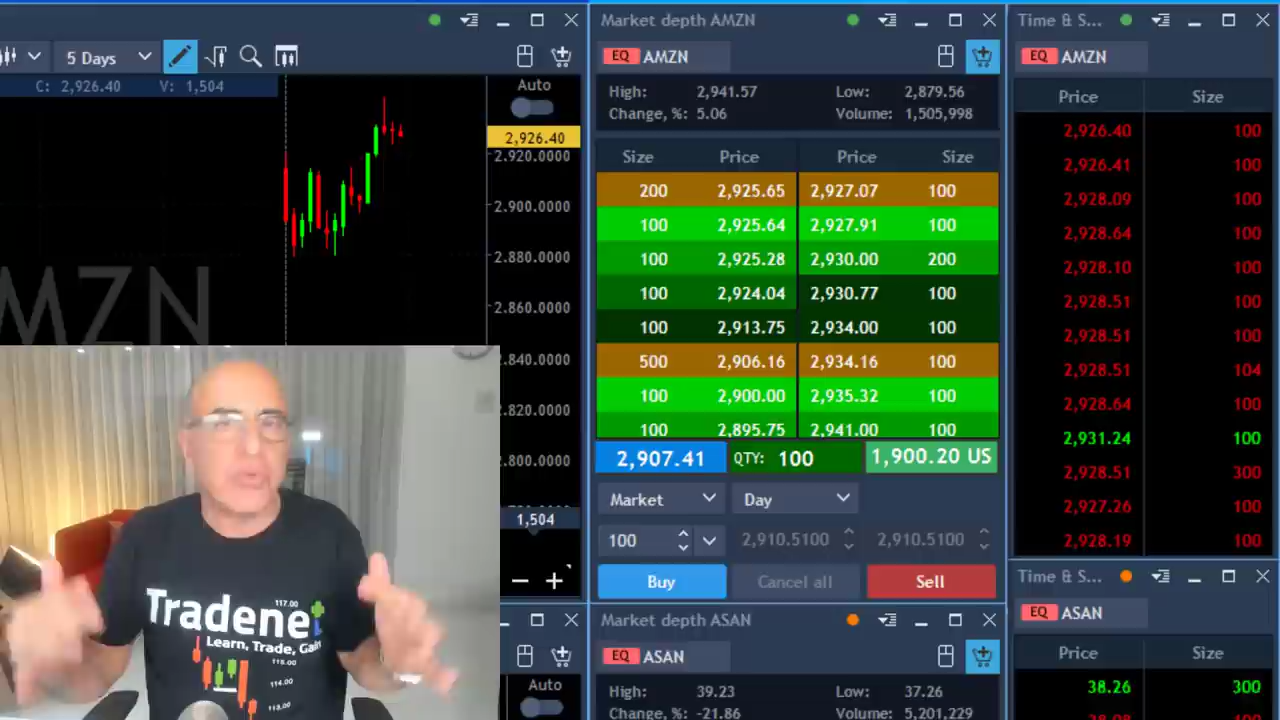 5 Days
C: 2,926.40 V: 1,504
Auto
2,926.40
2.920.0000
2.900.0000
2.880.0000
2.860.0000
2.840.0000
2.820.0000
2.800.0000
1,504
MZN
Market depth AMZN
EQ AMZN
High: 2,941.57 Low: 2,879.56
Change, %: 5.06 Volume: 1,505,998
Size Price Price Size
200 2,925.65 2,927.07 100
100 2,925.64 2,927.91 100
100 2,925.28 2,930.00 200
100 2,924.04 2,930.77 100
100 2,913.75 2,934.00 100
500 2,906.16 2,934.16 100
100 2,900.00 2,935.32 100
100 2,895.75 2,941.00 100
2,907.41 QTY: 100 1,900.20 US
Market Day
100 2,910.5100 2,910.5100
Buy Cancel all Sell
Time & S...
EQ AMZN
Price Size
2,926.40 100
2,926.41 100
2,928.09 100
2,928.64 100
2,928.10 100
2,928.51 100
2,928.51 100
2,928.51 104
2,928.64 100
2,931.24 100
2,928.51 300
2,927.26 100
2,928.19 100
Market depth ASAN
EQ ASAN
High: 39.23 Low: 37.26
Change, %: -21.86 Volume: 5,201,229
Auto
Time & S...
EQ ASAN
Price Size
38.26 300
117.00
Tradenet
Learn, Trade, Gain
114.00